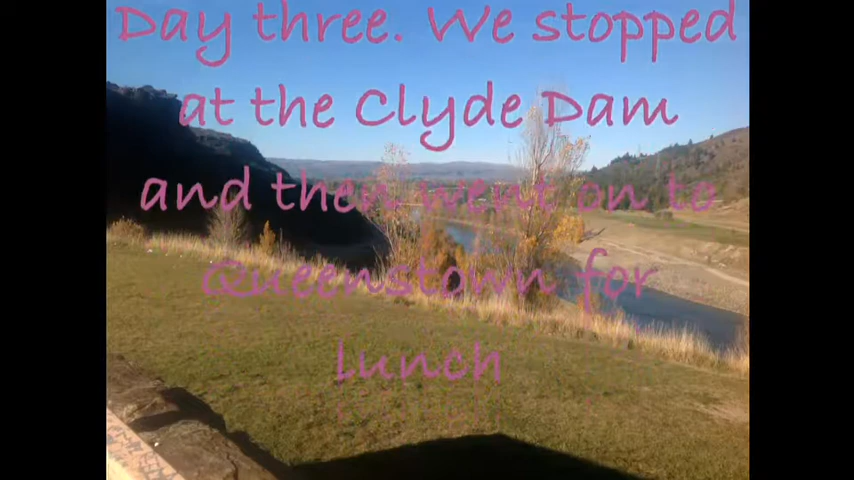 Day three. We stopped
at the Clyde Dam
and then went on to
Queenstown for
Lunch